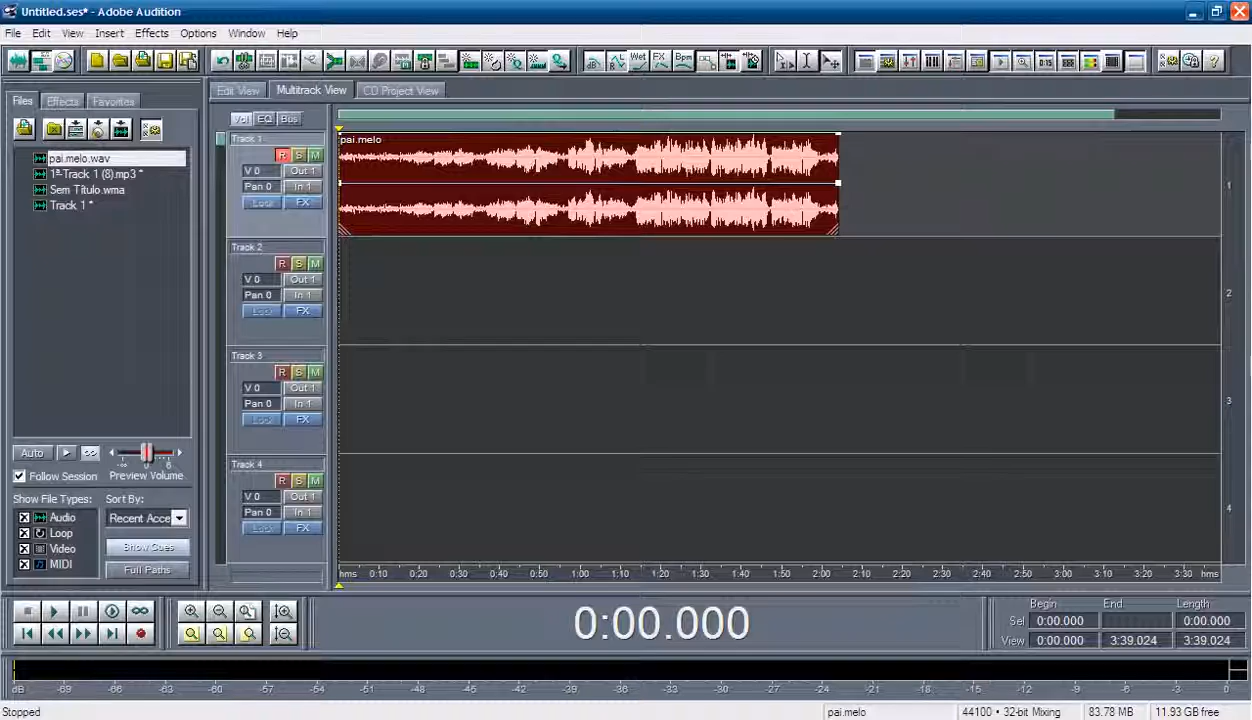 Untitled.ses* - Adobe Audition
File Edit View Insert Effects Options Window Help
Wet FX Bpm
Files Effects Favorites
Edit View Multitrack View CD Project View
Vol EQ Bus
pai.melo.wav
1ª-Track 1 (8).mp3 *
Sem Título.wma
Track 1 *
Track 1
R S M
V 0 Out 1
Pan 0 In 1
Lock FX
pai.melo
1
Track 2
R S M
V 0 Out 1
Pan 0 In 1
Lock FX
2
Track 3
R S M
V 0 Out 1
Pan 0 In 1
Lock FX
3
Track 4
R S M
V 0 Out 1
Pan 0 In 1
Lock FX
4
Auto
-∞ 0 6
Follow Session Preview Volume
Show File Types: Sort By:
Audio
Loop
Video
MIDI
Recent Acce
Show Cues
Full Paths
hms 0:10 0:20 0:30 0:40 0:50 1:00 1:10 1:20 1:30 1:40 1:50 2:00 2:10 2:20 2:30 2:40 2:50 3:00 3:10 3:20 3:30 hms
0:00.000
Begin End Length
Sel 0:00.000 0:00.000
View 0:00.000 3:39.024 3:39.024
dB -69 -66 -63 -60 -57 -54 -51 -48 -45 -42 -39 -36 -33 -30 -27 -24 -21 -18 -15 -12 -9 -6 -3 0
Stopped pai.melo 44100 • 32-bit Mixing 83.78 MB 11.93 GB free